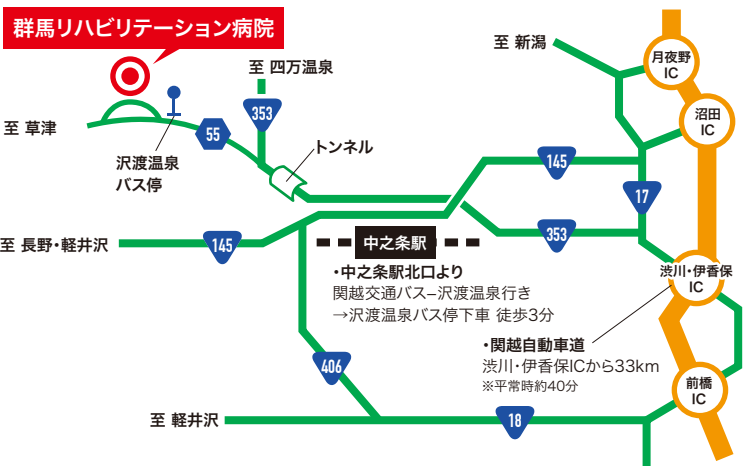 群馬リハビリテーション病院
至 新潟
月夜野
IC
至 四万温泉
353
沼田
IC
至 草津
55
沢渡温泉
バス停
トンネル
145
17
至 長野・軽井沢
145
中之条駅
353
・中之条駅北口より
関越交通バス−沢渡温泉行き
→沢渡温泉バス停下車 徒歩3分
渋川・伊香保
IC
・関越自動車道
渋川・伊香保ICから33km
※平常時約40分
406
前橋
IC
至 軽井沢
18